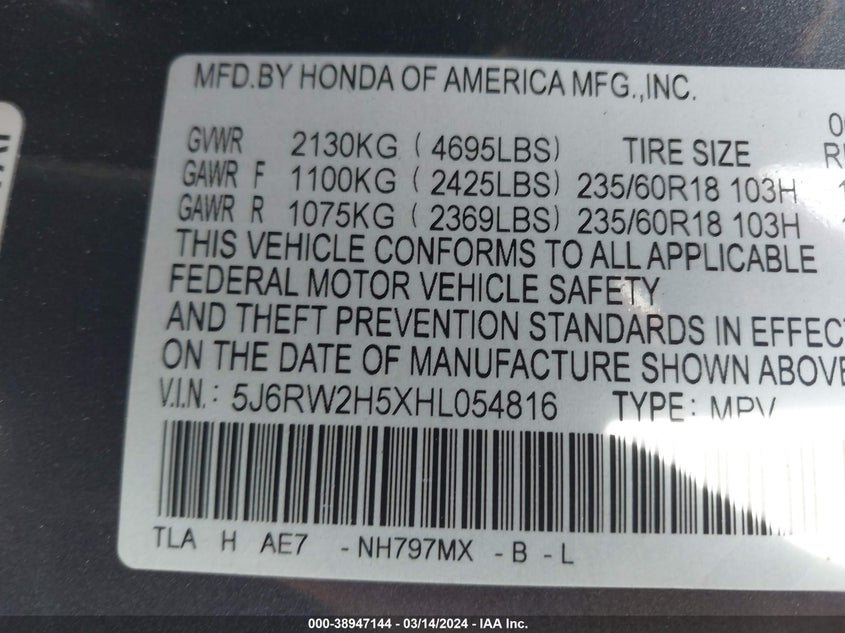 MFD.BY HONDA OF AMERICA MFG.,INC.
GVWR 2130KG ( 4695LBS) TIRE SIZE
GAWR F 1100KG ( 2425LBS) 235/60R18 103H
GAWR R 1075KG ( 2369LBS) 235/60R18 103H
THIS VEHICLE CONFORMS TO ALL APPLICABLE
FEDERAL MOTOR VEHICLE SAFETY
AND THEFT PREVENTION STANDARDS IN EFFECT
ON THE DATE OF MANUFACTURE SHOWN ABOVE
V.I.N.: 5J6RW2H5XHL054816 TYPE: MPV
TLA H AE7 -NH797MX -B -L
000-38947144 - 03/14/2024 - IAA Inc.